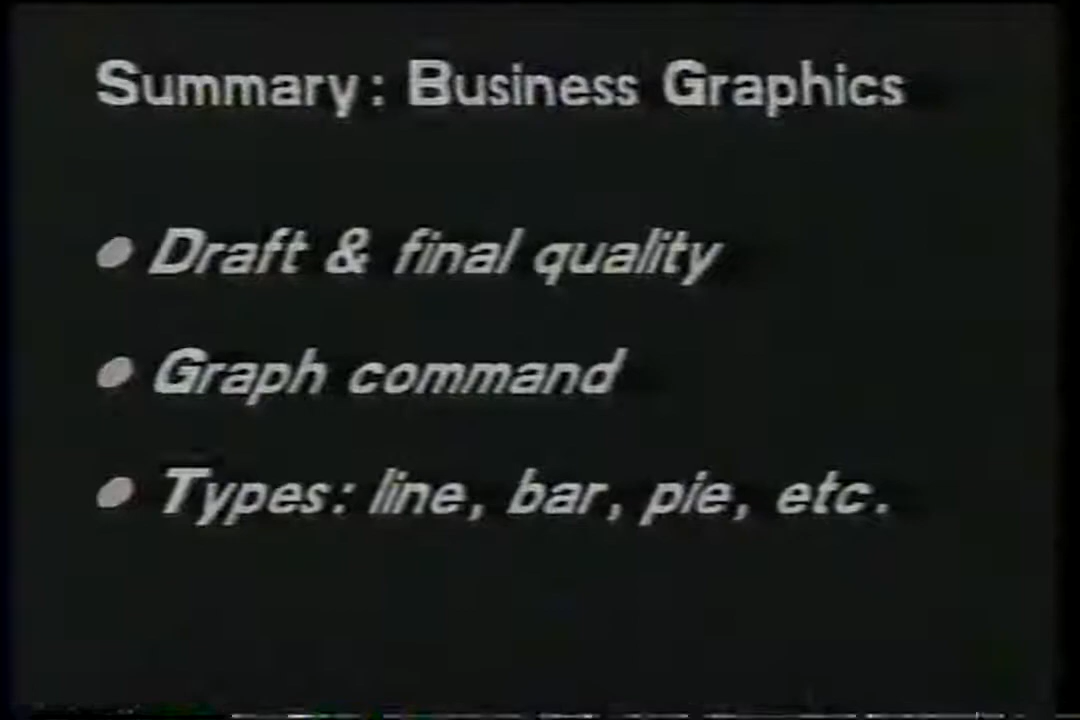 Summary: Business Graphics
• Draft & final quality
• Graph command
• Types: line, bar, pie, etc.